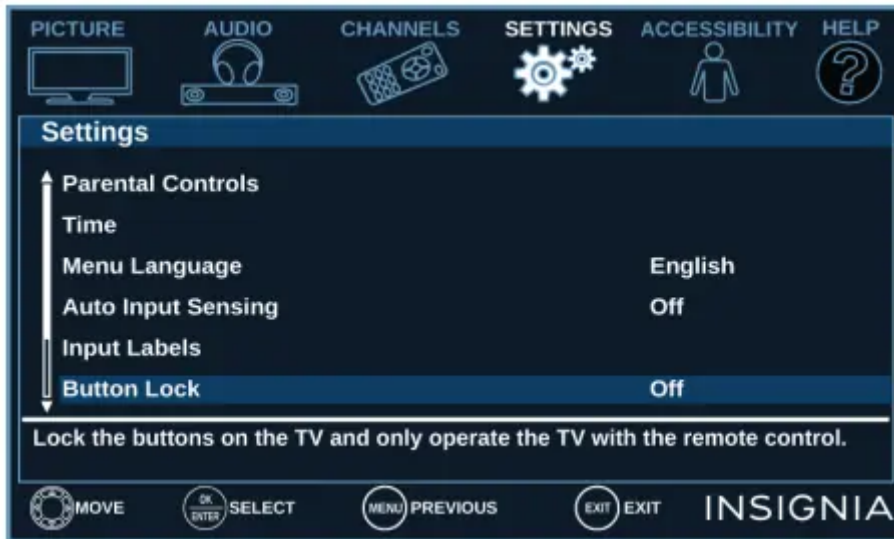 PICTURE AUDIO CHANNELS SETTINGS ACCESSIBILITY HELP
?
Settings
Parental Controls
Time
Menu Language English
Auto Input Sensing Off
Input Labels
Button Lock Off
Lock the buttons on the TV and only operate the TV with the remote control.
MOVE OK ENTER SELECT MENU PREVIOUS EXIT EXIT INSIGNIA